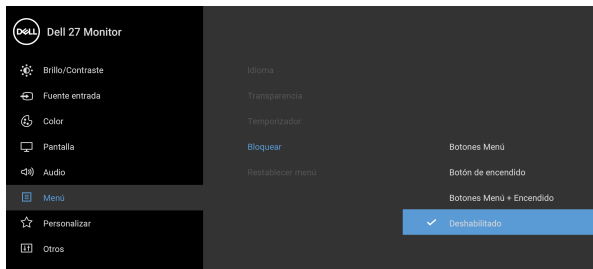 DELL
Dell 27 Monitor
Brillo/Contraste
Fuente entrada
Color
Pantalla
Audio
Menú
Personalizar
Otros
Idioma
Transparencia
Temporizador
Bloquear
Restablecer menú
Botones Menú
Botón de encendido
Botones Menú + Encendido
Deshabilitado